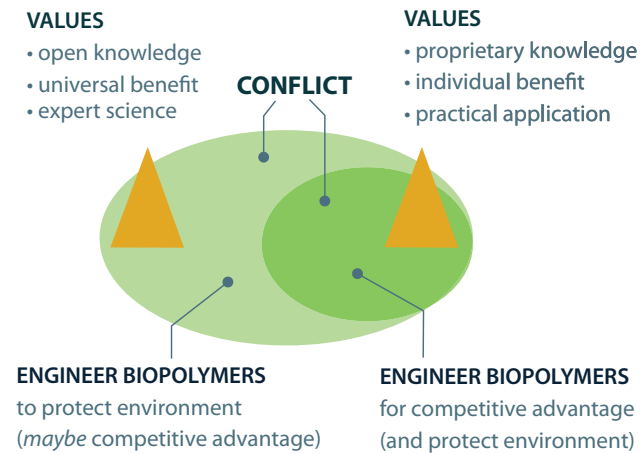 VALUES
• open knowledge
• universal benefit
• expert science
VALUES
• proprietary knowledge
• individual benefit
• practical application
CONFLICT
ENGINEER BIOPOLYMERS
to protect environment
(maybe competitive advantage)
ENGINEER BIOPOLYMERS
for competitive advantage
(and protect environment)